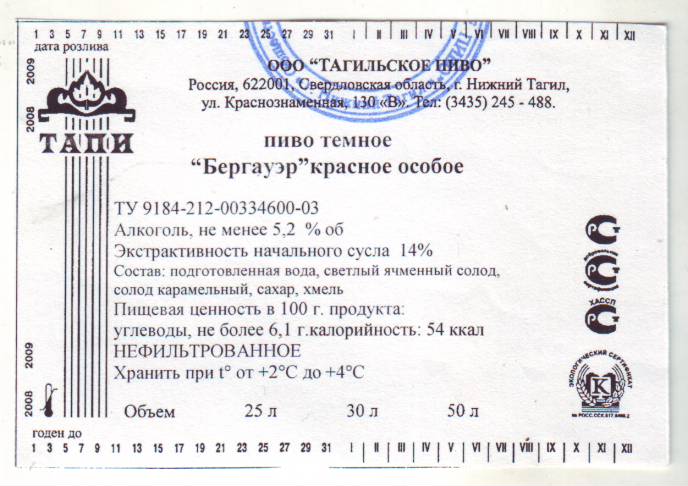 1 3 5 7 9 11 13 15 17 19 21 23 25 27 29 31 I II III IV V VI VII VIII IX X XI XII
дата розлива
2009
2008
ТАПИ
ООО “ТАГИЛЬСКОЕ ПИВО”
Россия, 622001, Свердловская область, г. Нижний Тагил,
ул. Краснознаменная, 130 «В». Тел: (3435) 245 - 488.
пиво темное
“Бергауэр”красное особое
ТУ 9184-212-00334600-03
Алкоголь, не менее 5,2 % об
Экстрактивность начального сусла 14%
Состав: подготовленная вода, светлый ячменный солод,
солод карамельный, сахар, хмель
Пищевая ценность в 100 г. продукта:
углеводы, не более 6,1 г.калорийность: 54 ккал
НЕФИЛЬТРОВАННОЕ
Хранить при t° от +2°С до +4°С
Объем 25 л 30 л 50 л
РС
добровольная
РС
сертификация
ХАССП
РС
ЭКОЛОГИЧЕСКИЙ СЕРТИФИКАТ
К
2009
2008
годен до
1 3 5 7 9 11 13 15 17 19 21 23 25 27 29 31 I II III IV V VI VII VIII IX X XI XII